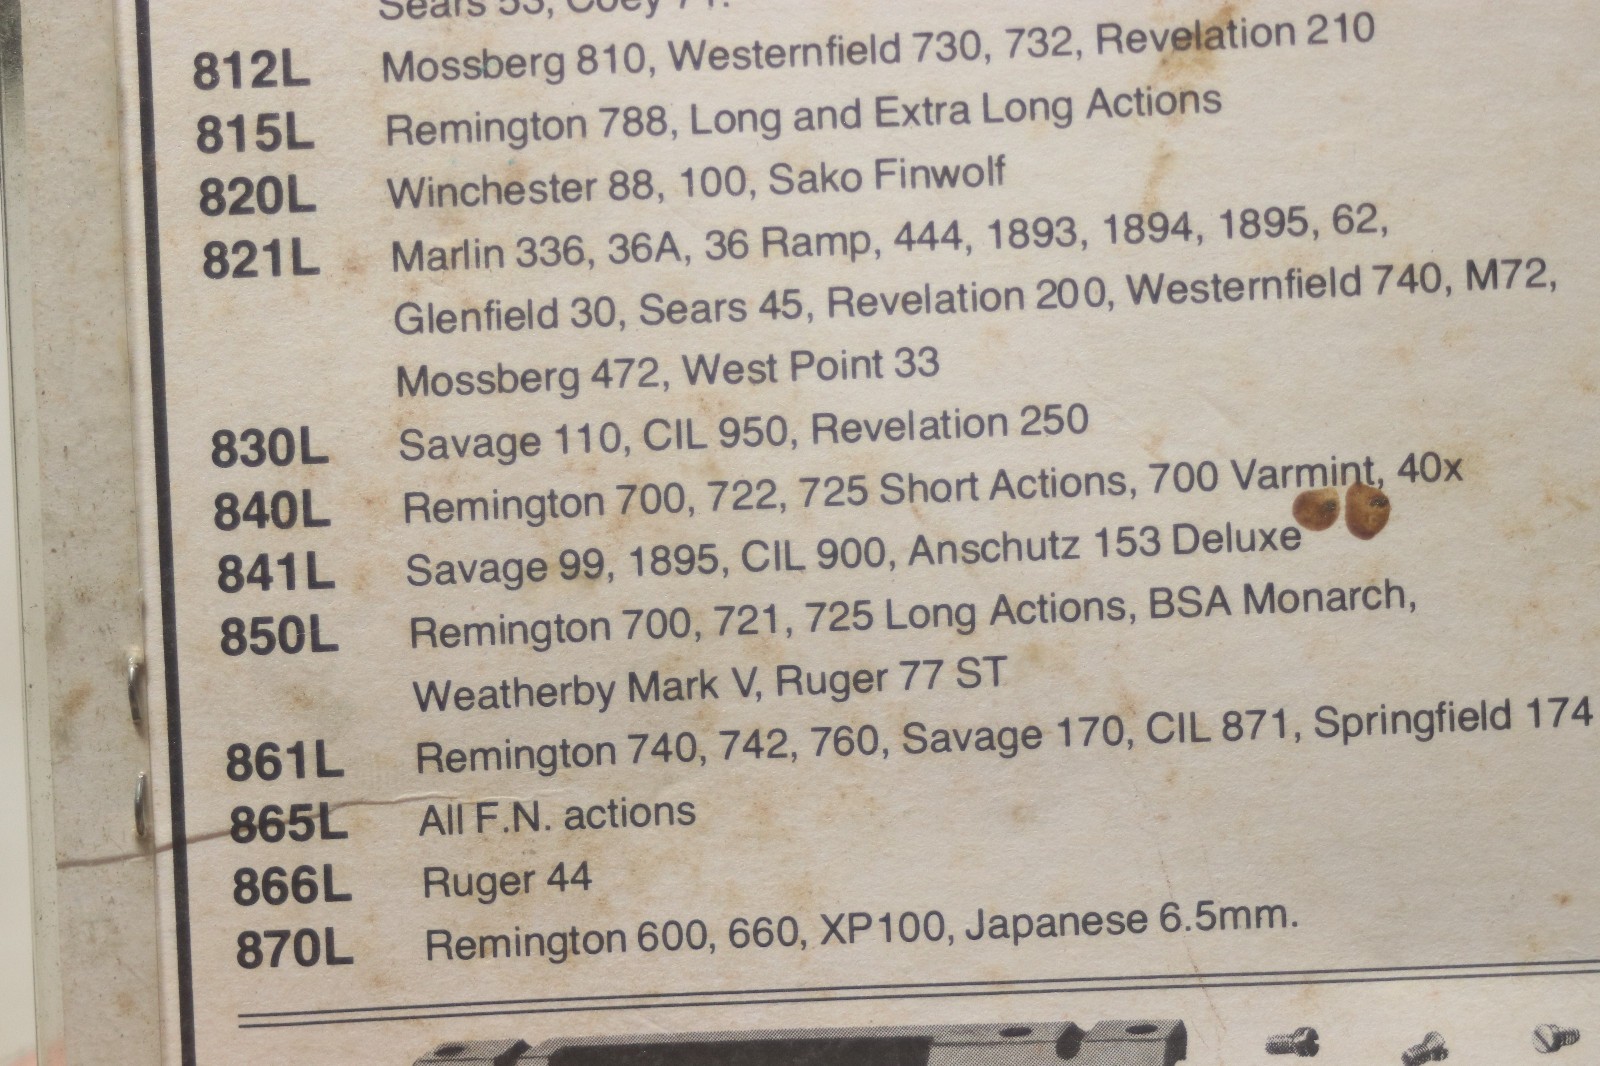 Sears 53, Coey 71.
812L Mossberg 810, Westernfield 730, 732, Revelation 210
815L Remington 788, Long and Extra Long Actions
820L Winchester 88, 100, Sako Finwolf
821L Marlin 336, 36A, 36 Ramp, 444, 1893, 1894, 1895, 62,
Glenfield 30, Sears 45, Revelation 200, Westernfield 740, M72,
Mossberg 472, West Point 33
830L Savage 110, CIL 950, Revelation 250
840L Remington 700, 722, 725 Short Actions, 700 Varmint, 40x
841L Savage 99, 1895, CIL 900, Anschutz 153 Deluxe
850L Remington 700, 721, 725 Long Actions, BSA Monarch,
Weatherby Mark V, Ruger 77 ST
861L Remington 740, 742, 760, Savage 170, CIL 871, Springfield 174
865L All F.N. actions
866L Ruger 44
870L Remington 600, 660, XP100, Japanese 6.5mm.